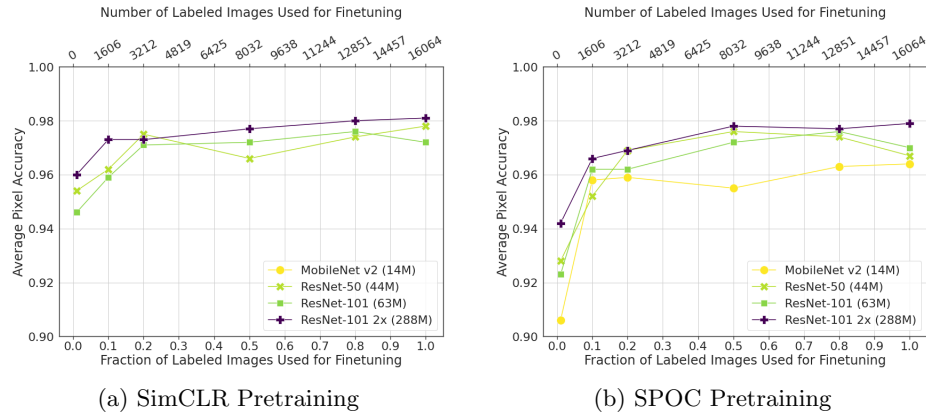 Number of Labeled Images Used for Finetuning
0 1606 3212 4819 6425 8032 9638 11244 12851 14457 16064
1.00
0.98
0.96
0.94
0.92
0.90
Average Pixel Accuracy
MobileNet v2 (14M)
ResNet-50 (44M)
ResNet-101 (63M)
ResNet-101 2x (288M)
0.0 0.1 0.2 0.3 0.4 0.5 0.6 0.7 0.8 0.9 1.0
Fraction of Labeled Images Used for Finetuning
(a) SimCLR Pretraining
Number of Labeled Images Used for Finetuning
0 1606 3212 4819 6425 8032 9638 11244 12851 14457 16064
1.00
0.98
0.96
0.94
0.92
0.90
Average Pixel Accuracy
MobileNet v2 (14M)
ResNet-50 (44M)
ResNet-101 (63M)
ResNet-101 2x (288M)
0.0 0.1 0.2 0.3 0.4 0.5 0.6 0.7 0.8 0.9 1.0
Fraction of Labeled Images Used for Finetuning
(b) SPOC Pretraining